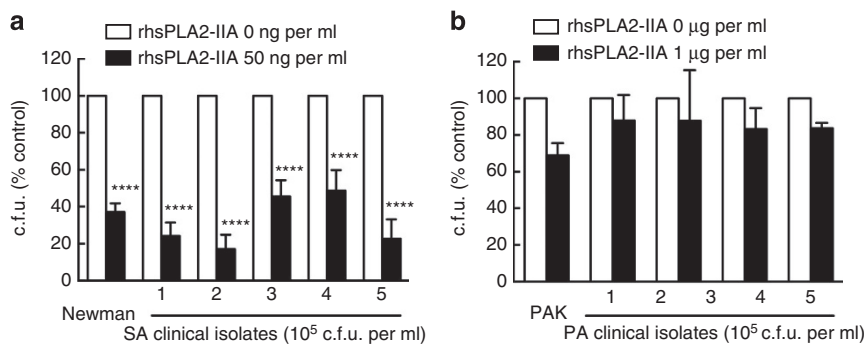 a
rhsPLA2-IIA 0 ng per ml
rhsPLA2-IIA 50 ng per ml
c.f.u. (% control)
120
100
80
60
40
20
0
**** **** **** **** **** ****
Newman 1 2 3 4 5
SA clinical isolates (10⁵ c.f.u. per ml)
b
rhsPLA2-IIA 0 μg per ml
rhsPLA2-IIA 1 μg per ml
c.f.u. (% control)
120
100
80
60
40
20
0
PAK 1 2 3 4 5
PA clinical isolates (10⁵ c.f.u. per ml)